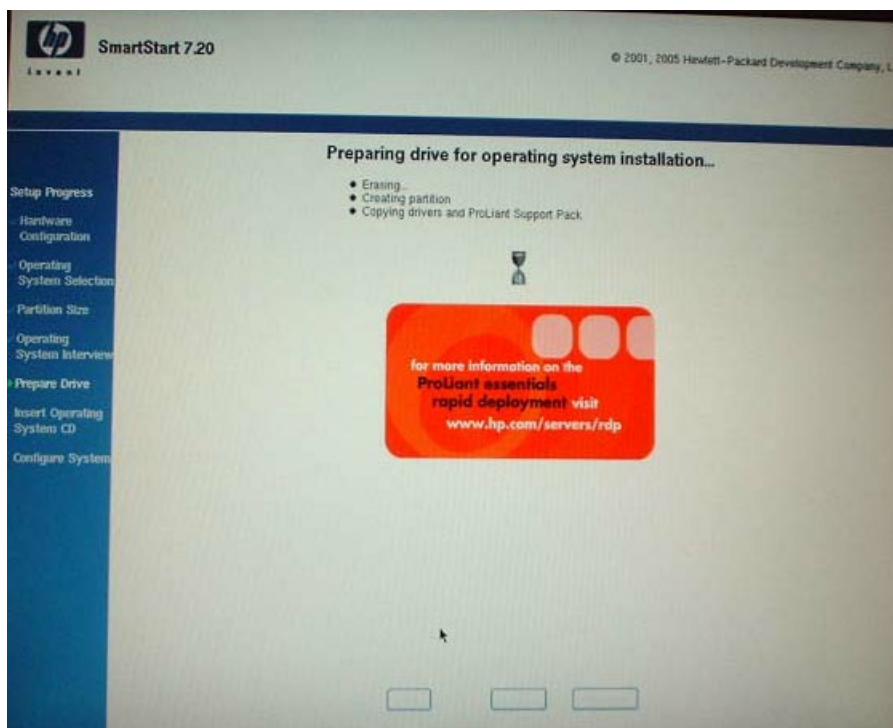 hp
invent
SmartStart 7.20
© 2001, 2005 Hewlett-Packard Development Company, L
Preparing drive for operating system installation...
Erasing...
Creating partition
Copying drivers and ProLiant Support Pack
Setup Progress
Hardware
Configuration
Operating
System Selection
Partition Size
Operating
System Interview
Prepare Drive
Insert Operating
System CD
Configure System
for more information on the
ProLiant essentials
rapid deployment visit
www.hp.com/servers/rdp